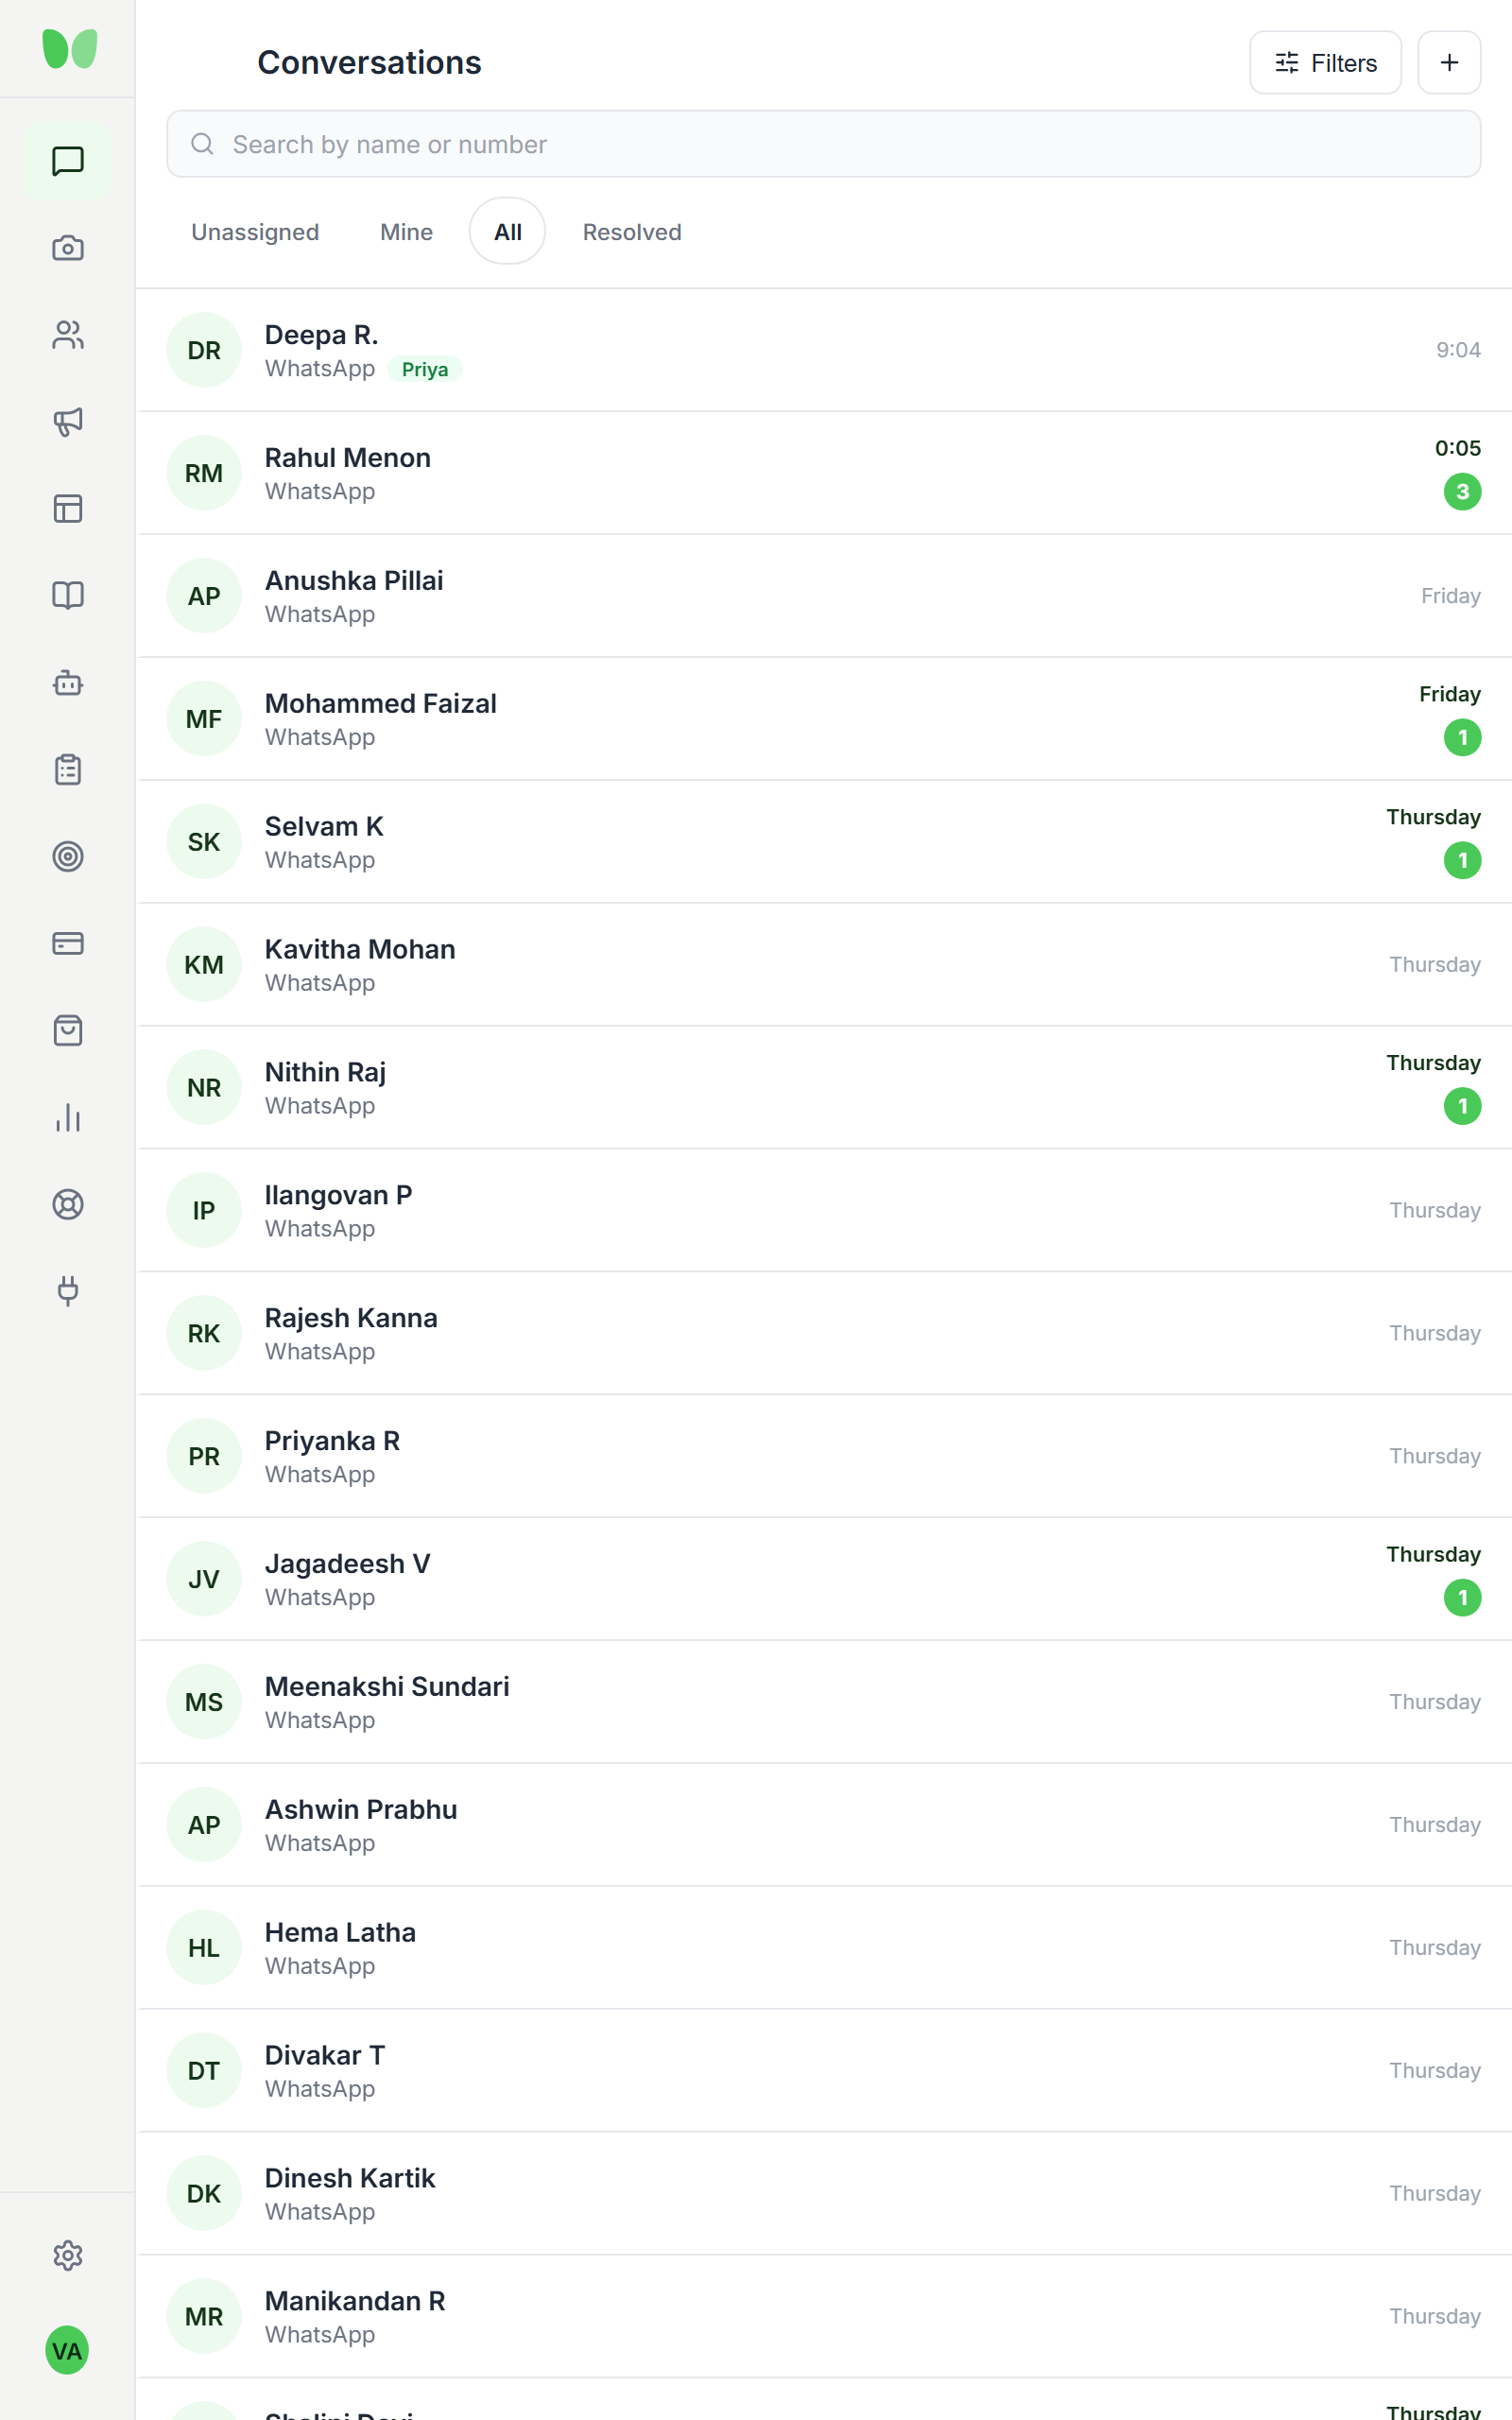 Conversations
Filters
Search by name or number
Unassigned Mine All Resolved
DR
Deepa R.
WhatsApp Priya
9:04
RM
Rahul Menon
WhatsApp
0:05
3
AP
Anushka Pillai
WhatsApp
Friday
MF
Mohammed Faizal
WhatsApp
Friday
1
SK
Selvam K
WhatsApp
Thursday
1
KM
Kavitha Mohan
WhatsApp
Thursday
NR
Nithin Raj
WhatsApp
Thursday
1
IP
Ilangovan P
WhatsApp
Thursday
RK
Rajesh Kanna
WhatsApp
Thursday
PR
Priyanka R
WhatsApp
Thursday
JV
Jagadeesh V
WhatsApp
Thursday
1
MS
Meenakshi Sundari
WhatsApp
Thursday
AP
Ashwin Prabhu
WhatsApp
Thursday
HL
Hema Latha
WhatsApp
Thursday
DT
Divakar T
WhatsApp
Thursday
DK
Dinesh Kartik
WhatsApp
Thursday
MR
Manikandan R
WhatsApp
Thursday
Thursday
VA